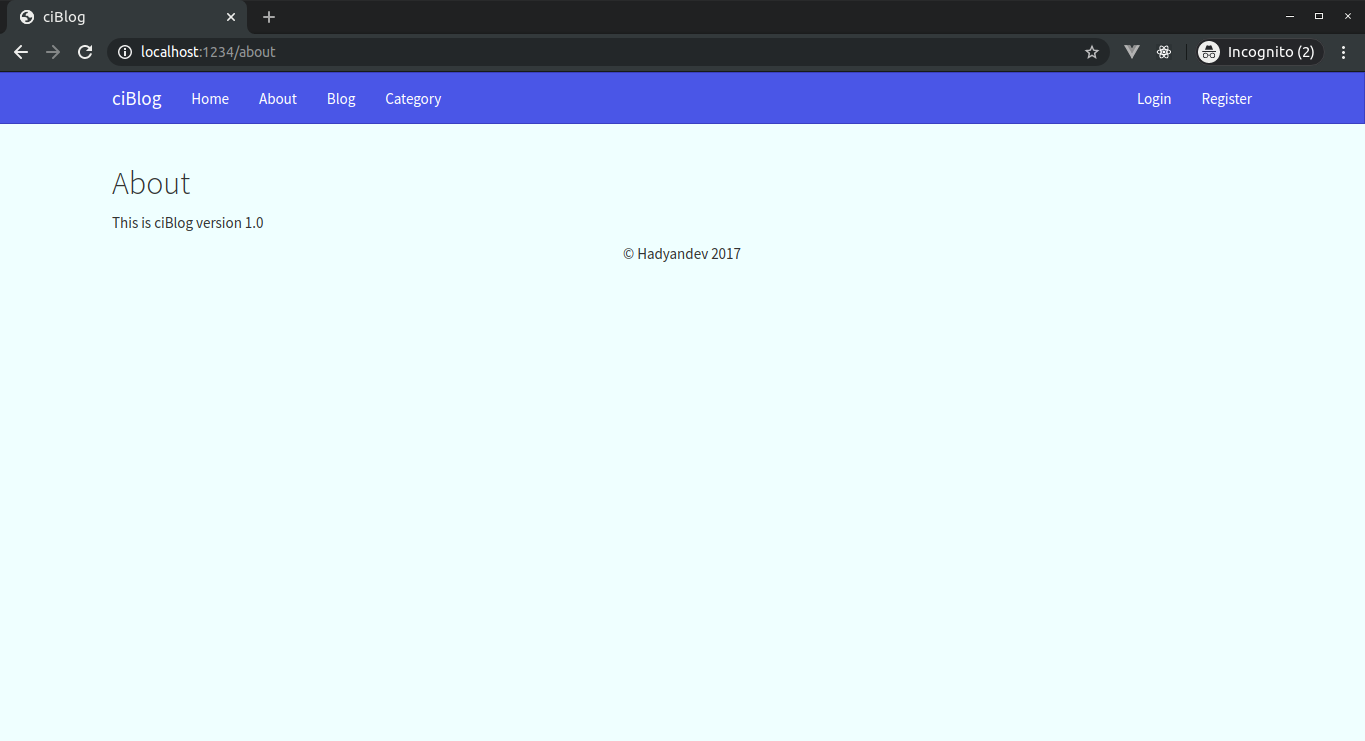 ciBlog
localhost:1234/about
Incognito (2)
ciBlog Home About Blog Category Login Register
About
This is ciBlog version 1.0
© Hadyandev 2017